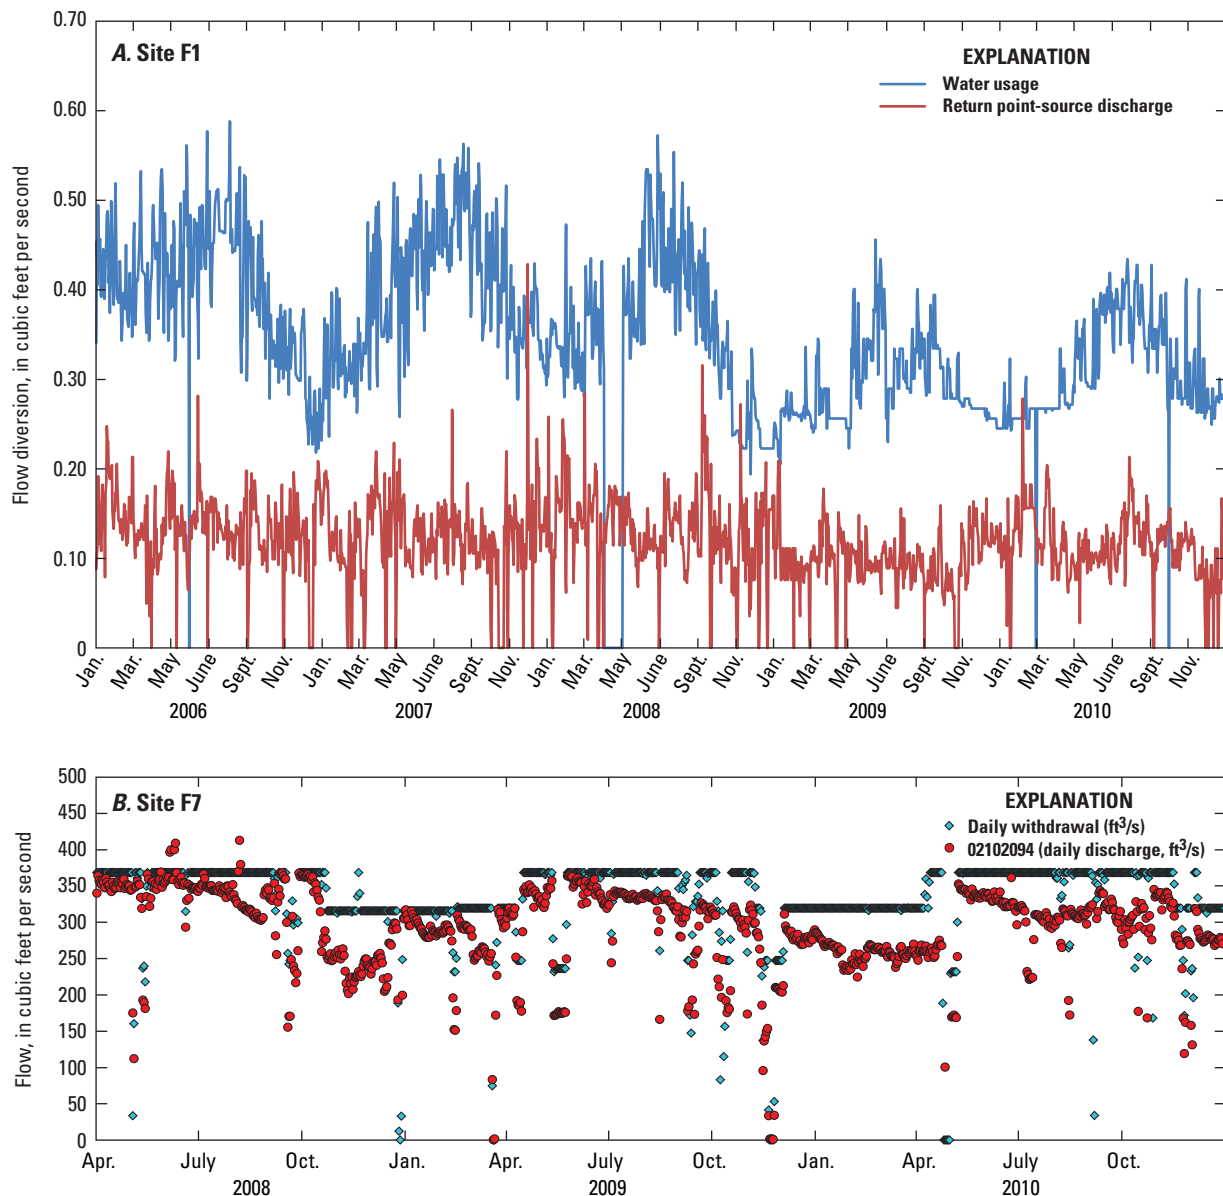 A. Site F1
EXPLANATION
Water usage
Return point-source discharge
Flow diversion, in cubic feet per second
0.70
0.60
0.50
0.40
0.30
0.20
0.10
0
Jan. Mar. May June Sept. Nov. Jan. Mar. May June Sept. Nov. Jan. Mar. May June Sept. Nov. Jan. Mar. May June Sept. Nov. Jan. Mar. May June Sept. Nov.
2006 2007 2008 2009 2010
B. Site F7
EXPLANATION
Daily withdrawal (ft³/s)
02102094 (daily discharge, ft³/s)
Flow, in cubic feet per second
500
450
400
350
300
250
200
150
100
50
0
Apr. July Oct. Jan. Apr. July Oct. Jan. Apr. July Oct.
2008 2009 2010